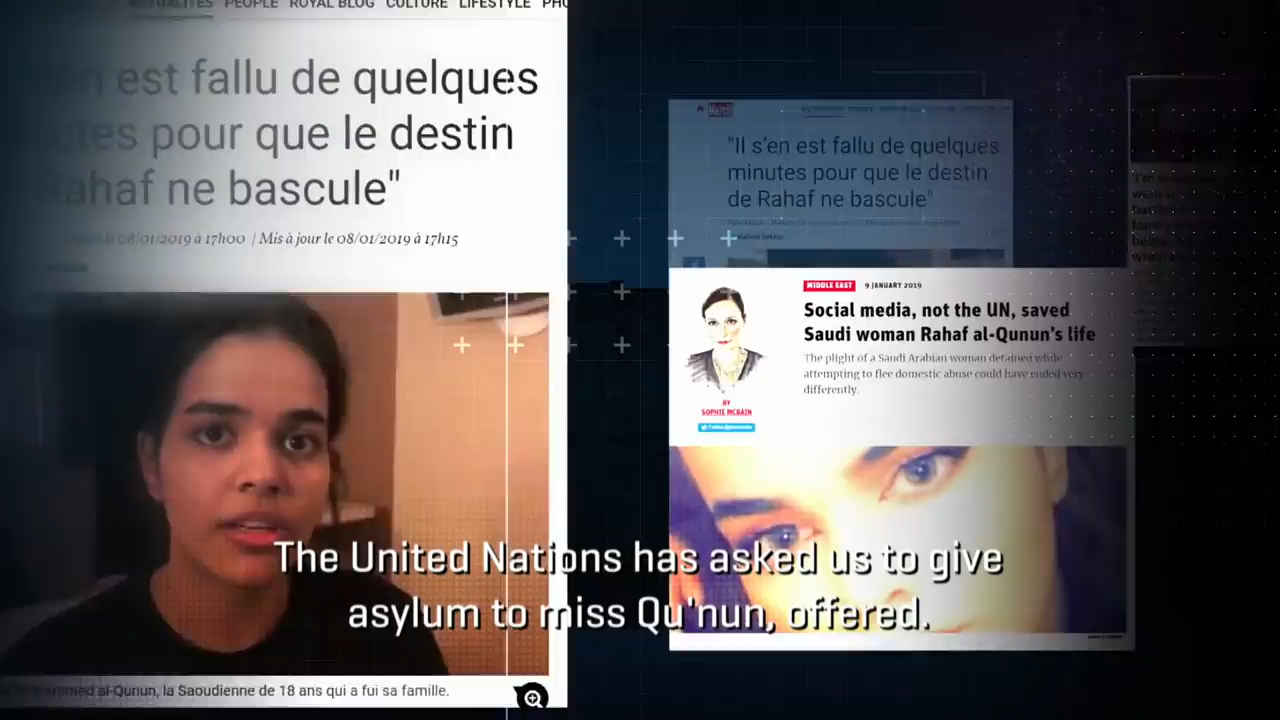 ACTUALITÉS PEOPLE ROYAL BLOG CULTURE LIFESTYLE PHO
en est fallu de quelques
utes pour que le destin
Rahaf ne bascule"
08/01/2019 à 17h00 | Mis à jour le 08/01/2019 à 17h15
al-Qunun, la Saoudienne de 18 ans qui a fui sa famille.
"Il s'en est fallu de quelques
minutes pour que le destin
de Rahaf ne bascule"
MIDDLE EAST 9 JANUARY 2019
Social media, not the UN, saved
Saudi woman Rahaf al-Qunun's life
The plight of a Saudi Arabian woman detained while
attempting to flee domestic abuse could have ended very
differently.
BY
SOPHIE MCBAIN
The United Nations has asked us to give
asylum to miss Qu'nun, offered.